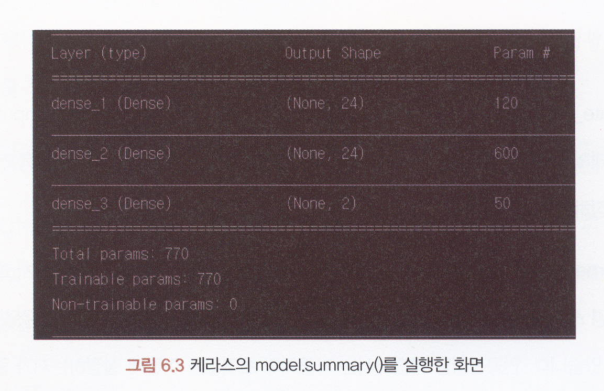 Layer (type) Output Shape Param #
dense_1 (Dense) (None, 24) 120
dense_2 (Dense) (None, 24) 600
dense_3 (Dense) (None, 2) 50
Total params: 770
Trainable params: 770
Non-trainable params: 0
그림 6.3 케라스의 model.summary()를 실행한 화면